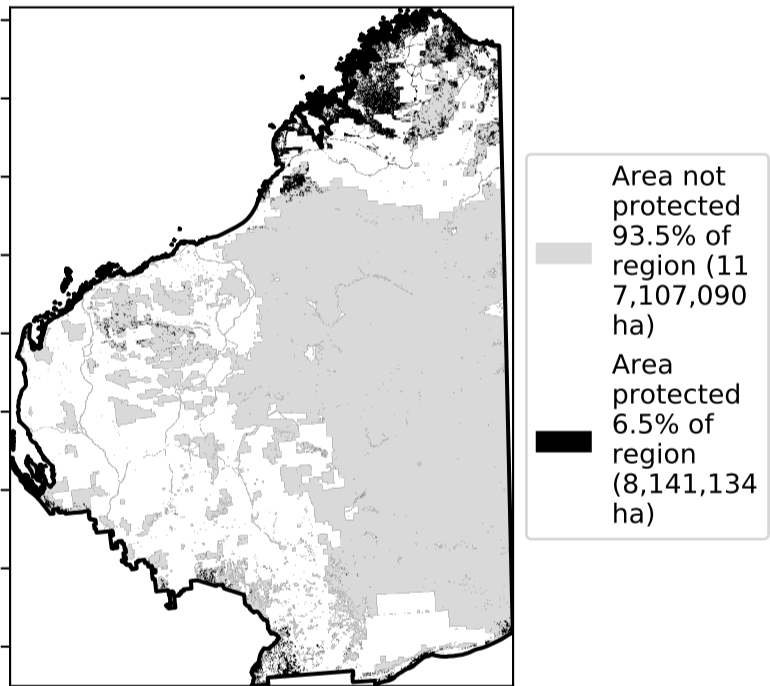 Area not
protected
93.5% of
region (11
7,107,090
ha)
Area
protected
6.5% of
region
(8,141,134
ha)